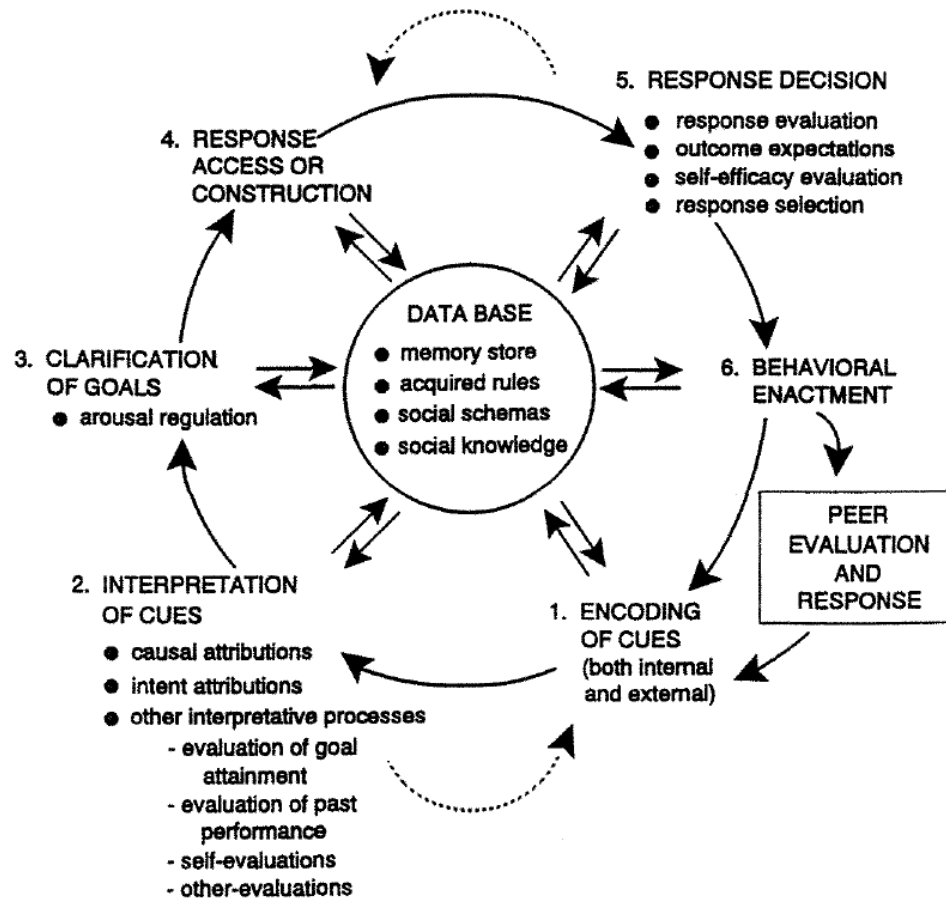 5. RESPONSE DECISION
● response evaluation
● outcome expectations
● self-efficacy evaluation
● response selection
4. RESPONSE
ACCESS OR
CONSTRUCTION
DATA BASE
● memory store
● acquired rules
● social schemas
● social knowledge
3. CLARIFICATION
OF GOALS
● arousal regulation
6. BEHAVIORAL
ENACTMENT
PEER
EVALUATION
AND
RESPONSE
2. INTERPRETATION
OF CUES
● causal attributions
● intent attributions
● other interpretative processes
- evaluation of goal
attainment
- evaluation of past
performance
- self-evaluations
- other-evaluations
1. ENCODING
OF CUES
(both internal
and external)